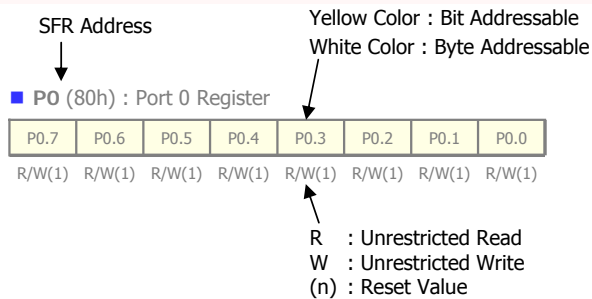 SFR Address
Yellow Color : Bit Addressable
White Color : Byte Addressable
P0 (80h) : Port 0 Register
P0.7 P0.6 P0.5 P0.4 P0.3 P0.2 P0.1 P0.0
R/W(1) R/W(1) R/W(1) R/W(1) R/W(1) R/W(1) R/W(1) R/W(1)
R : Unrestricted Read
W : Unrestricted Write
(n) : Reset Value